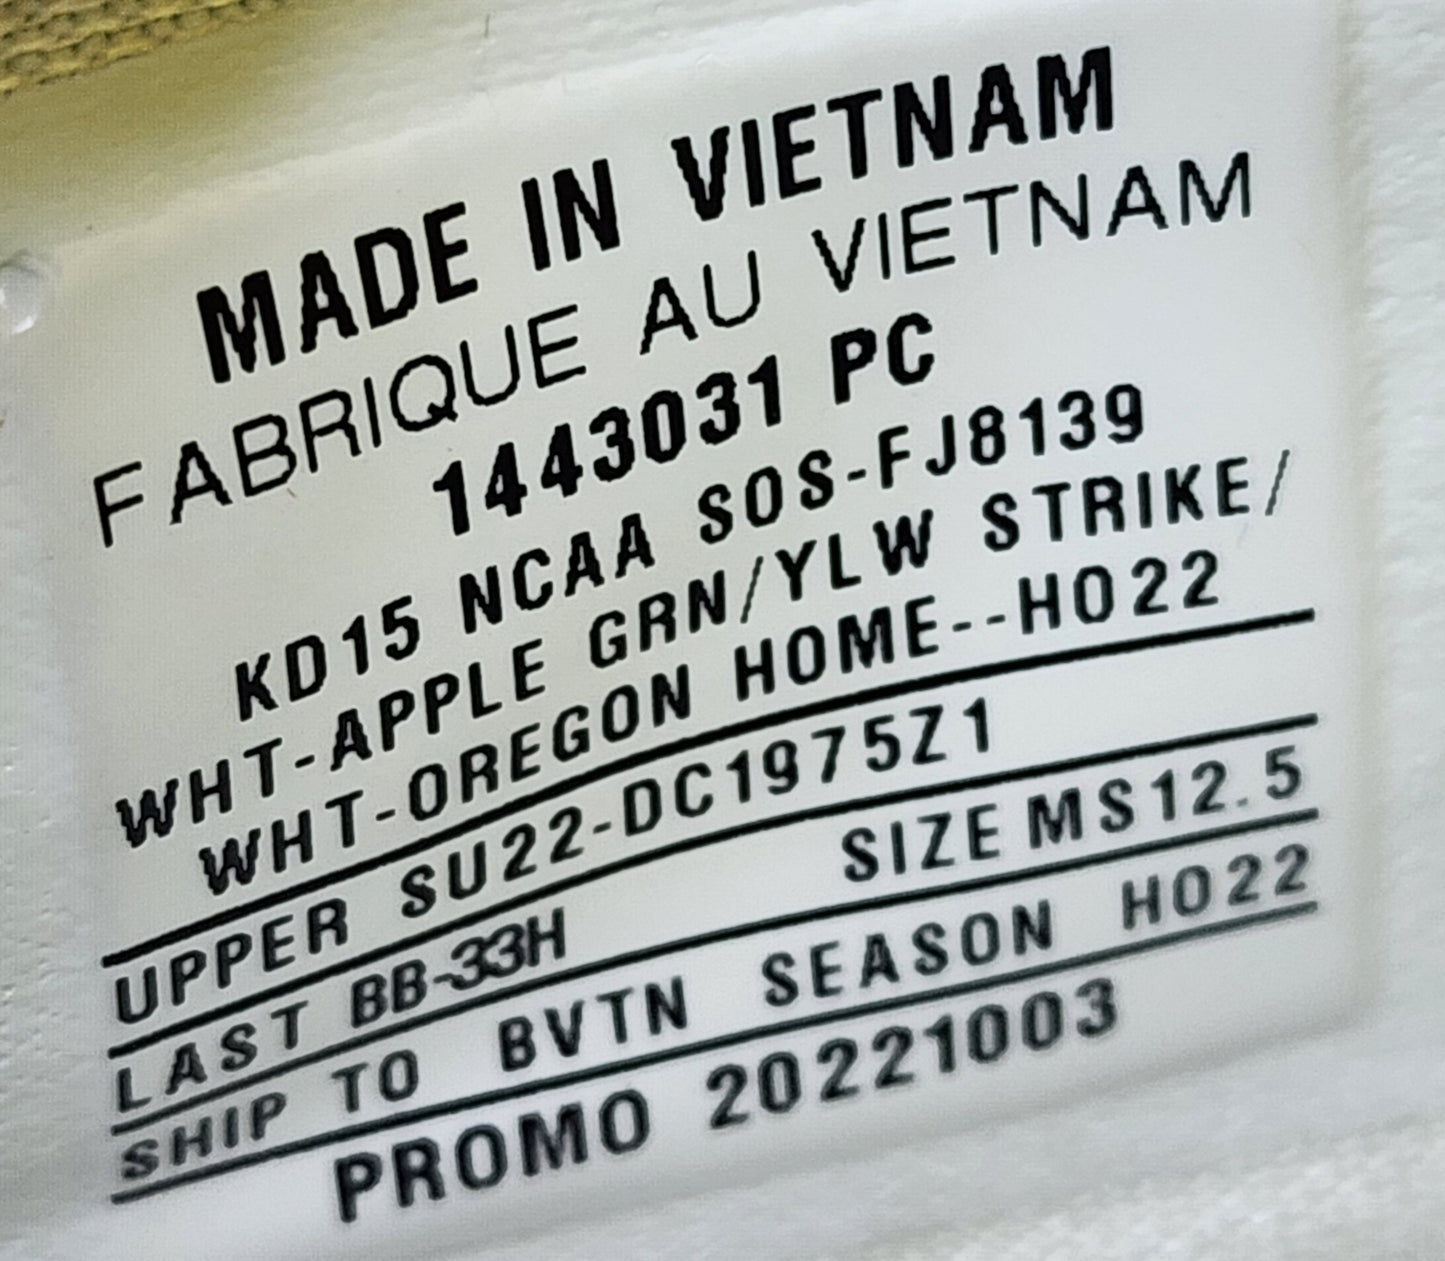 MADE IN VIETNAM
FABRIQUE AU VIETNAM
1443031 PC
KD15 NCAA SOS-FJ8139
WHT-APPLE GRN/YLW STRIKE/
WHT-OREGON HOME--HO22
UPPER SU22-DC1975Z1
LAST BB-33H SIZE MS12.5
SHIP TO BVTN SEASON HO22
PROMO 20221003